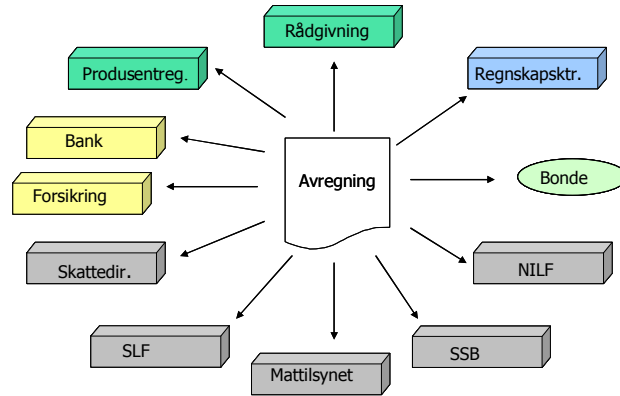 Rådgivning
Produsentreg.
Regnskapsktr.
Bank
Avregning
Forsikring
Bonde
Skattedir.
NILF
SLF
SSB
Mattilsynet